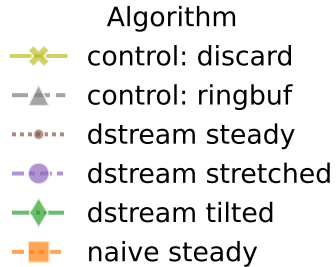 Algorithm
control: discard
control: ringbuf
dstream steady
dstream stretched
dstream tilted
naive steady